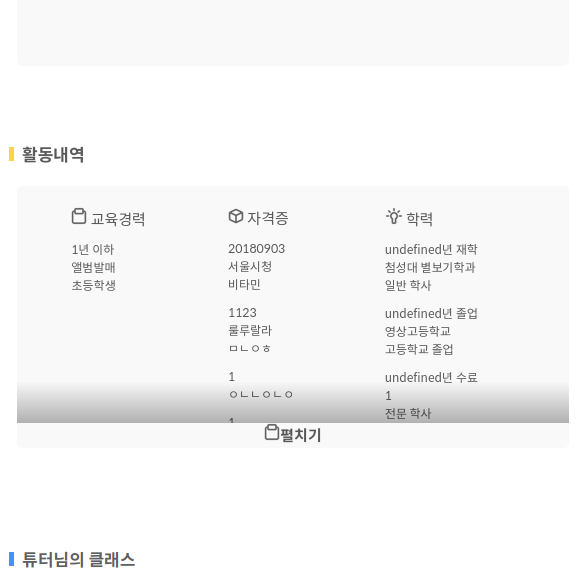 활동내역
교육경력
1년 이하
앨범발매
초등학생
자격증
20180903
서울시청
비타민
1123
룰루랄라
ㅁㄴㅇㅎ
1
ㅇㄴㄴㅇㄴㅇ
1
학력
undefined년 재학
첨성대 별보기학과
일반 학사
undefined년 졸업
영상고등학교
고등학교 졸업
undefined년 수료
1
전문 학사
펼치기
튜터님의 클래스